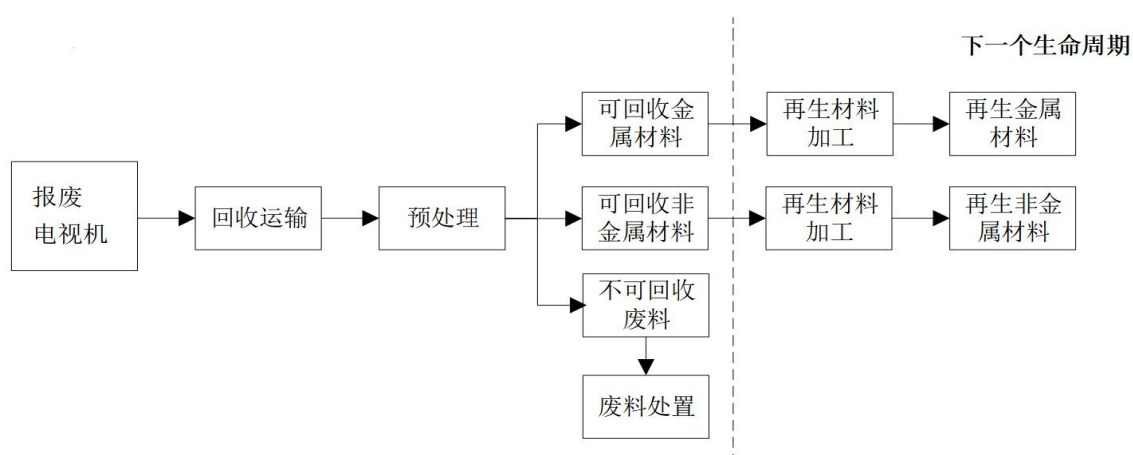 下一个生命周期
报废
电视机
回收运输
预处理
可回收金
属材料
再生材料
加工
再生金属
材料
可回收非
金属材料
再生材料
加工
再生非金
属材料
不可回收
废料
废料处置